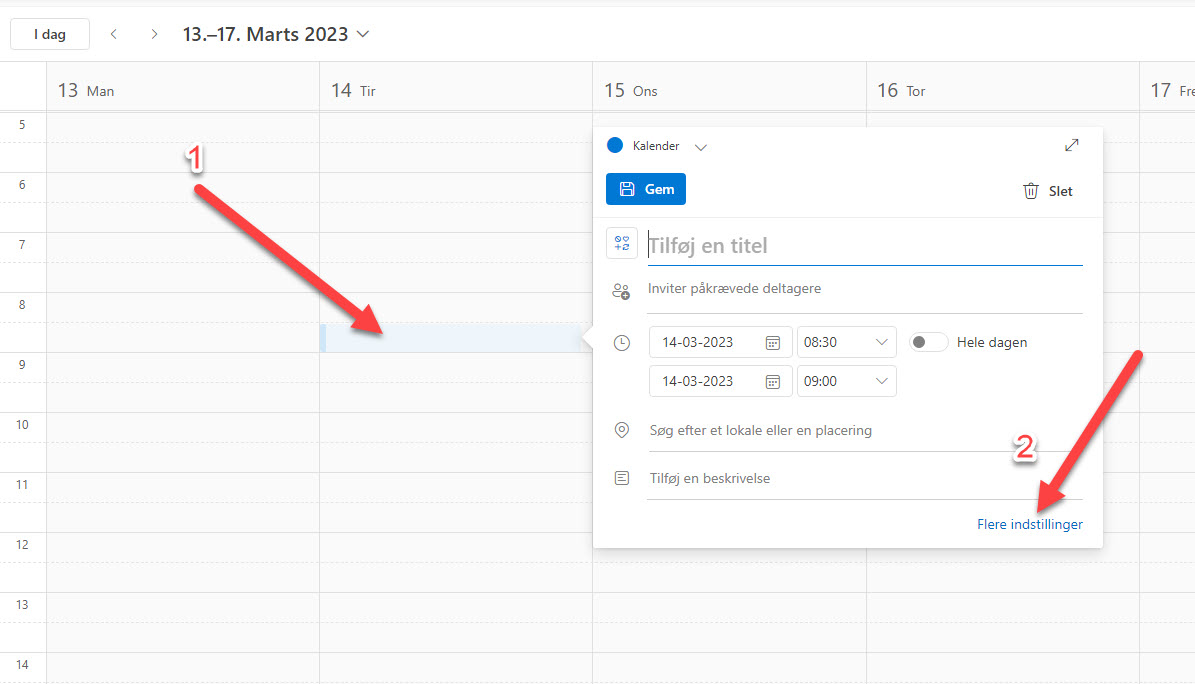 I dag 13.–17. Marts 2023
13 Man 14 Tir 15 Ons 16 Tor 17 Fre
5
Kalender
1
6
Gem Slet
7
Tilføj en titel
Inviter påkrævede deltagere
8
14-03-2023 08:30 Hele dagen
9
14-03-2023 09:00
10
Søg efter et lokale eller en placering
2
11
Tilføj en beskrivelse
Flere indstillinger
12
13
14